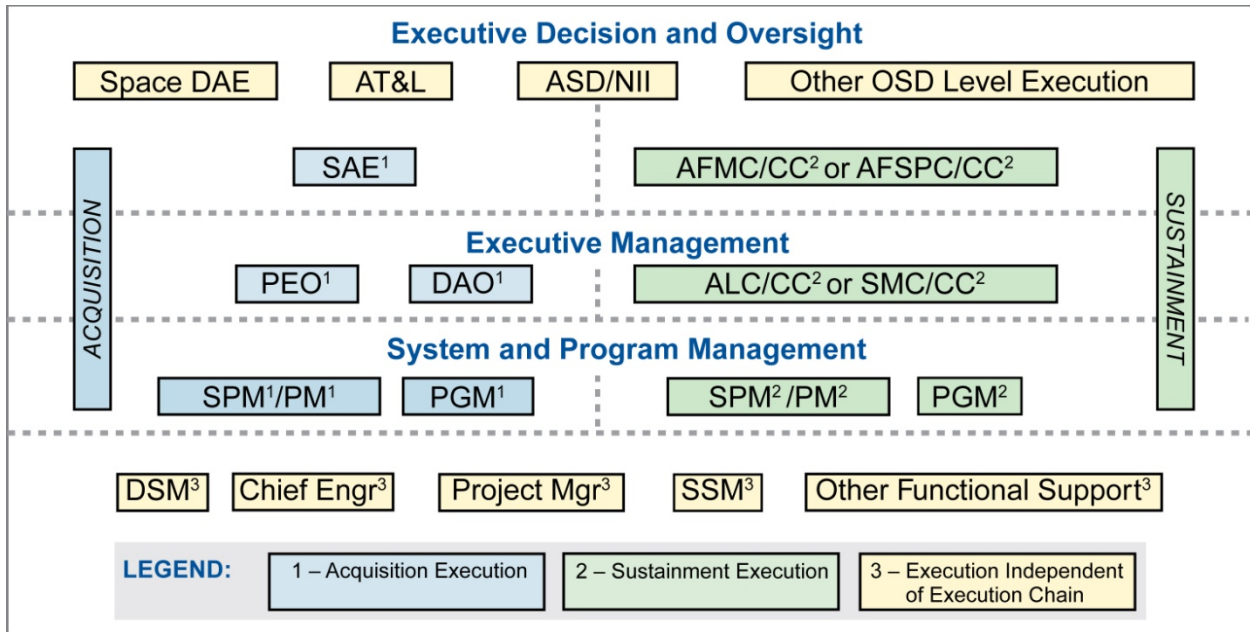 Executive Decision and Oversight
Space DAE
AT&L
ASD/NII
Other OSD Level Execution
ACQUISITION
SAE¹
AFMC/CC² or AFSPC/CC²
SUSTAINMENT
Executive Management
PEO¹
DAO¹
ALC/CC² or SMC/CC²
System and Program Management
SPM¹/PM¹
PGM¹
SPM² /PM²
PGM²
DSM³
Chief Engr³
Project Mgr³
SSM³
Other Functional Support³
LEGEND:
1 – Acquisition Execution
2 – Sustainment Execution
3 – Execution Independent
of Execution Chain